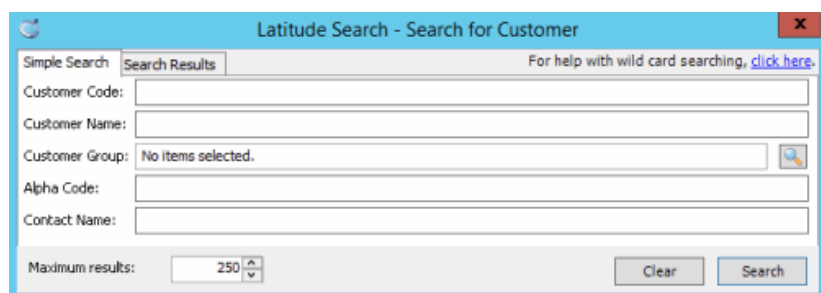 Latitude Search - Search for Customer
x
Simple Search Search Results For help with wild card searching, click here.
Customer Code:
Customer Name:
Customer Group: No items selected.
Alpha Code:
Contact Name:
Maximum results: 250 Clear Search